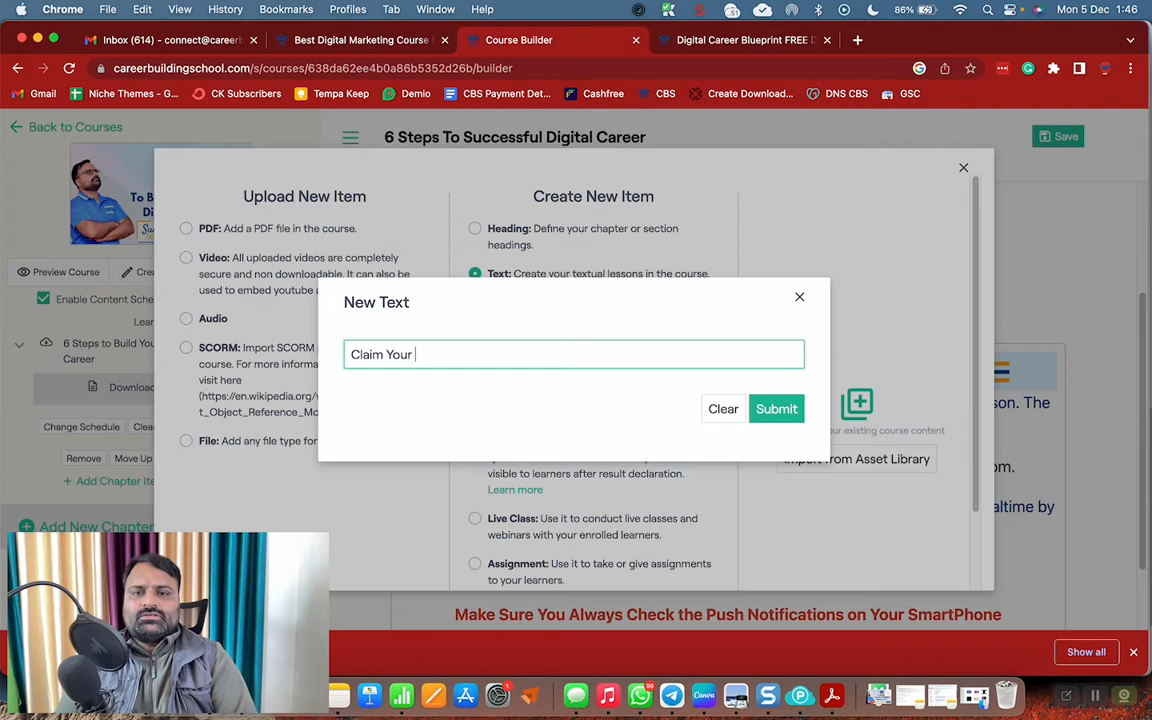 Chrome File Edit View History Bookmarks Profiles Tab Window Help 86% Mon 5 Dec 1:46
Inbox (614) - connect@careerb
Best Digital Marketing Course
Course Builder
Digital Career Blueprint FREE D
careerbuildingschool.com/s/courses/638da62ee4b0a86b5352d26b/builder
Gmail Niche Themes - G... CK Subscribers Tempa Keep Demio CBS Payment Det... Cashfree CBS Create Download... DNS CBS GSC
Back to Courses
6 Steps To Successful Digital Career
Save
To B
Di
Preview Course
Crea
Enable Content Sche
Lear
6 Steps to Build You
Career
Downloa
Change Schedule
Clea
Remove
Move Up
+ Add Chapter Ite
Add New Chapter
Upload New Item
PDF: Add a PDF file in the course.
Video: All uploaded videos are completely
secure and non downloadable. It can also be
used to embed youtube a
Audio
SCORM: Import SCORM
course. For more informa
visit here
(https://en.wikipedia.org/
t_Object_Reference_Mo
File: Add any file type for
Create New Item
Heading: Define your chapter or section
headings.
Text: Create your textual lessons in the course.
New Text
Claim Your
Clear
Submit
visible to learners after result declaration.
Learn more
Live Class: Use it to conduct live classes and
webinars with your enrolled learners.
Assignment: Use it to take or give assignments
to your learners.
ur existing course content
Import from Asset Library
son. The
om.
altime by
Make Sure You Always Check the Push Notifications on Your SmartPhone
Show all